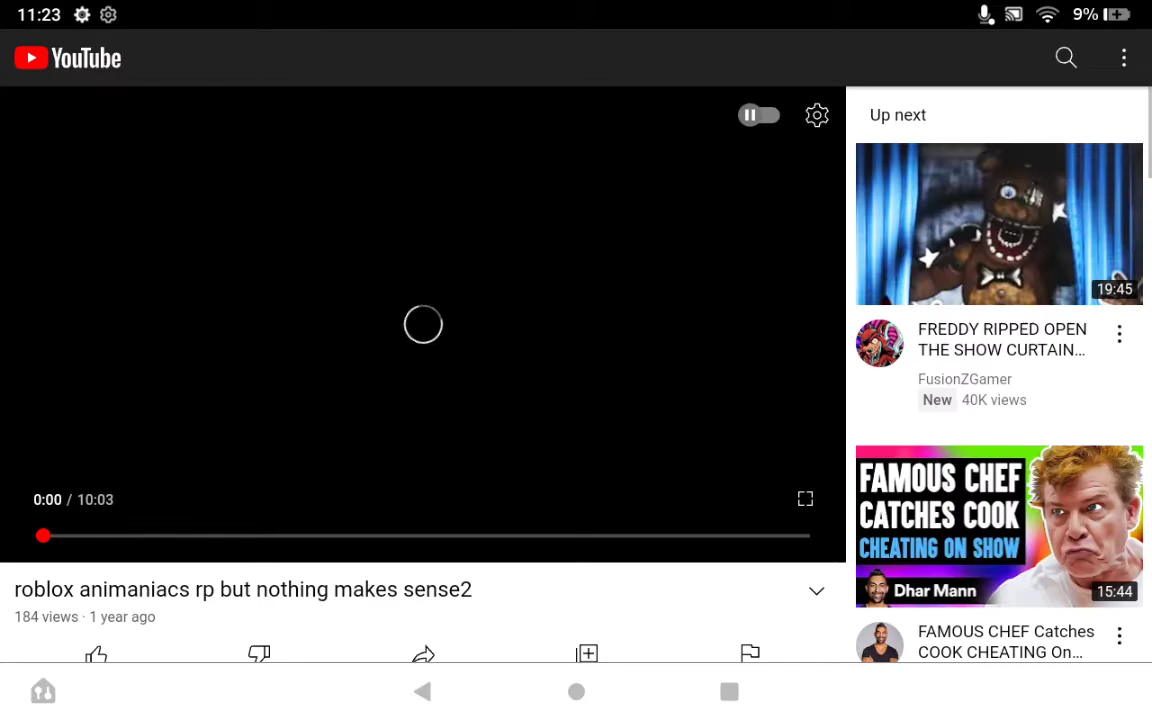 11:23
9%
YouTube
Up next
19:45
FREDDY RIPPED OPEN
THE SHOW CURTAIN...
FusionZGamer
New 40K views
0:00 / 10:03
roblox animaniacs rp but nothing makes sense2
184 views · 1 year ago
FAMOUS CHEF
CATCHES COOK
CHEATING ON SHOW
Dhar Mann
15:44
FAMOUS CHEF Catches
COOK CHEATING On...